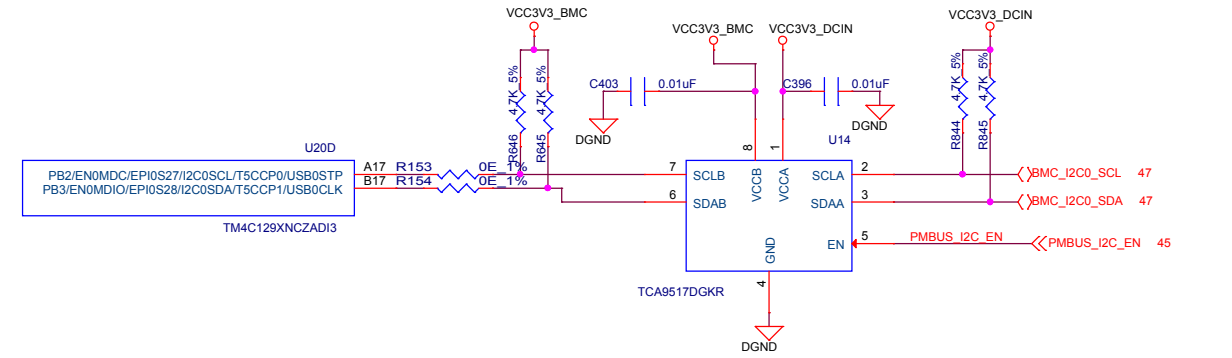 VCC3V3_BMC
VCC3V3_BMC
VCC3V3_DCIN
VCC3V3_DCIN
4.7K 5%
4.7K 5%
R646
R645
C403
0.01uF
DGND
C396
0.01uF
DGND
4.7K 5%
4.7K 5%
R844
R845
U20D
PB2/EN0MDC/EPI0S27/I2C0SCL/T5CCP0/USB0STP
PB3/EN0MDIO/EPI0S28/I2C0SDA/T5CCP1/USB0CLK
TM4C129XNCZADI3
A17 R153 0E_1%
B17 R154 0E_1%
U14
8
1
7 SCLB
6 SDAB
VCCB
VCCA
SCLA 2
SDAA 3
EN 5
GND
4
TCA9517DGKR
DGND
BMC_I2C0_SCL 47
BMC_I2C0_SDA 47
PMBUS_I2C_EN
PMBUS_I2C_EN 45